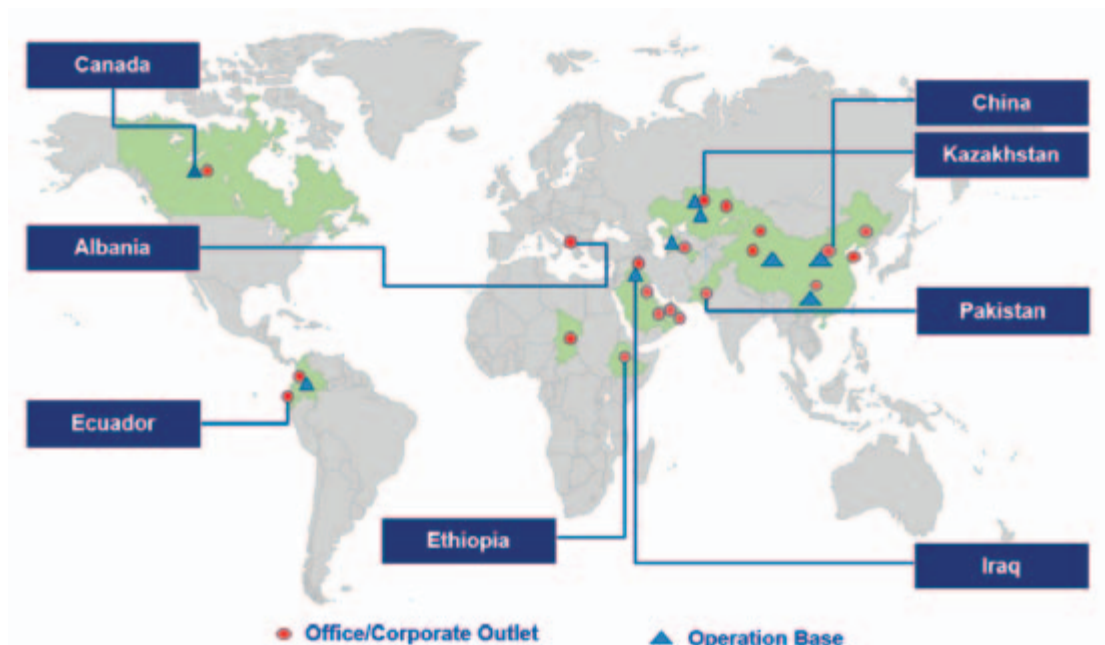 Canada
China
Kazakhstan
Albania
Pakistan
Ecuador
Ethiopia
Iraq
Office/Corporate Outlet
Operation Base